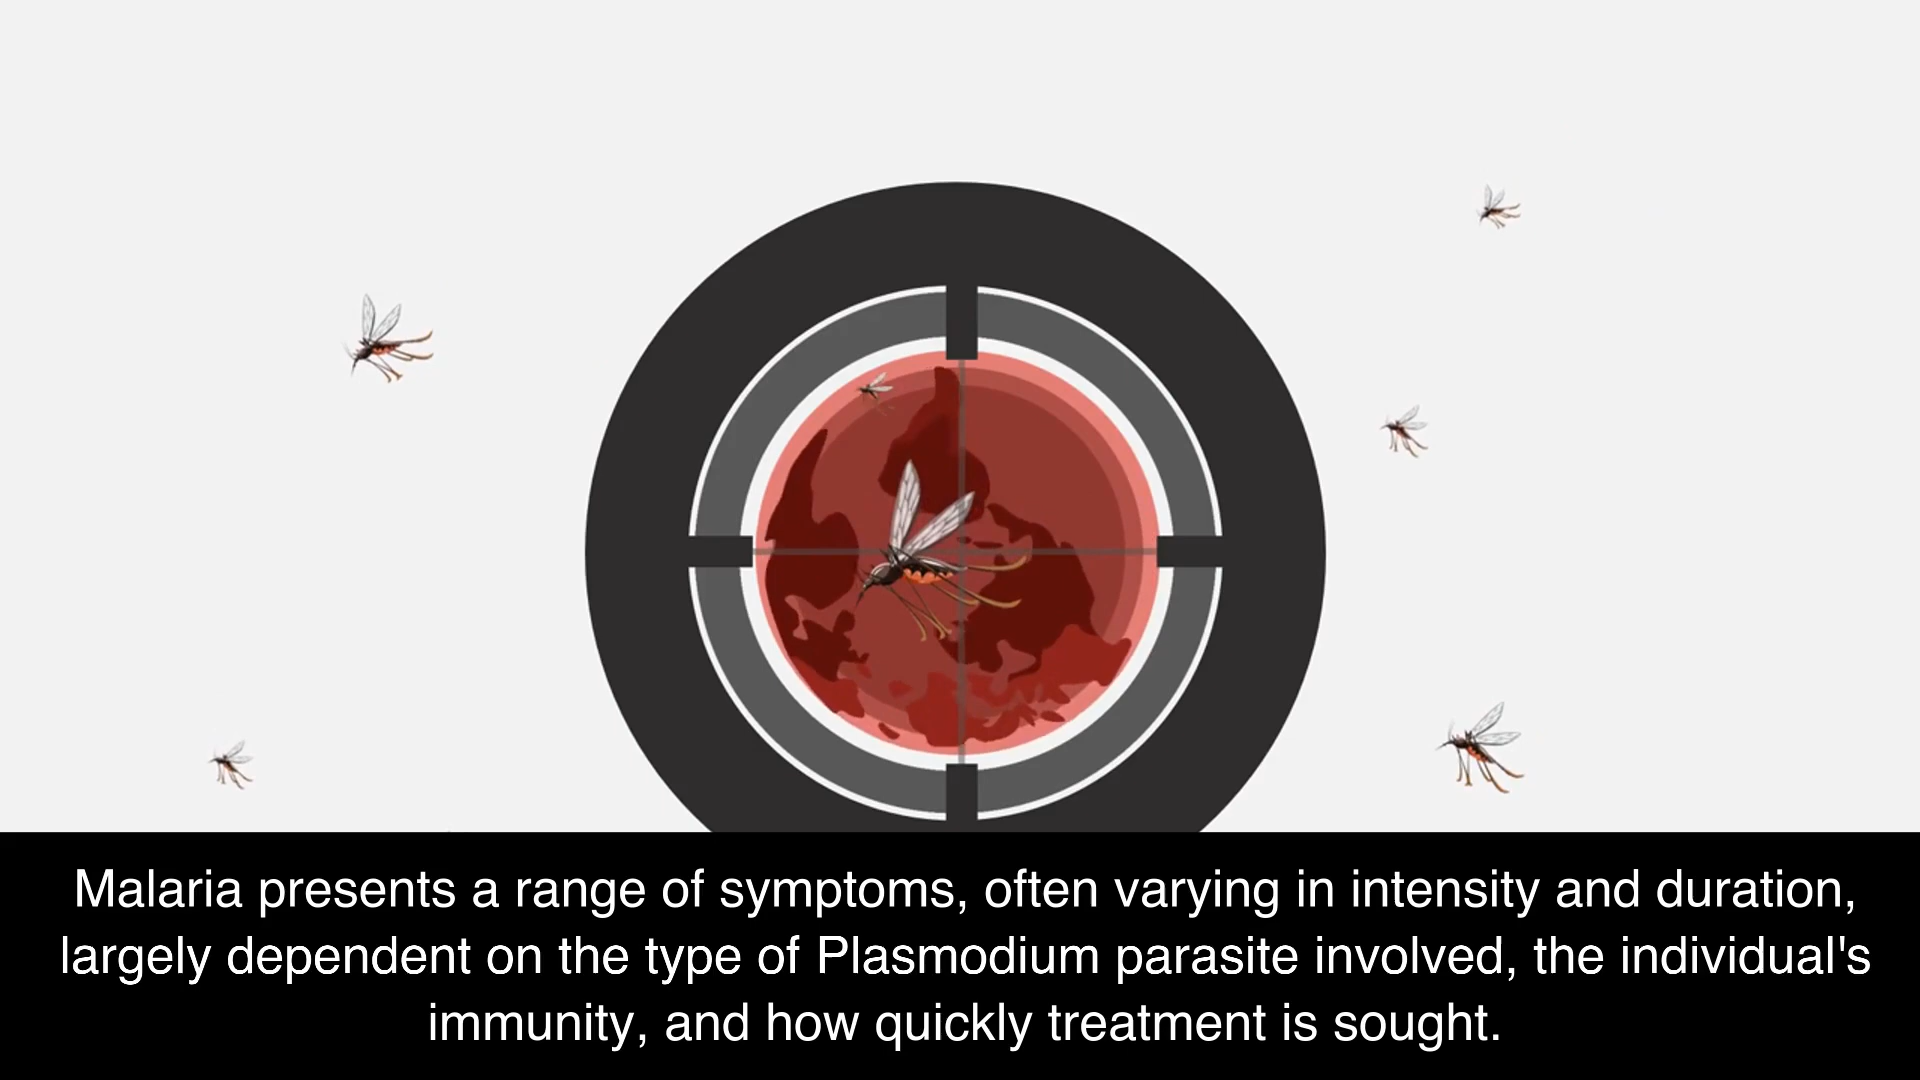 Malaria presents a range of symptoms, often varying in intensity and duration,
largely dependent on the type of Plasmodium parasite involved, the individual's
immunity, and how quickly treatment is sought.